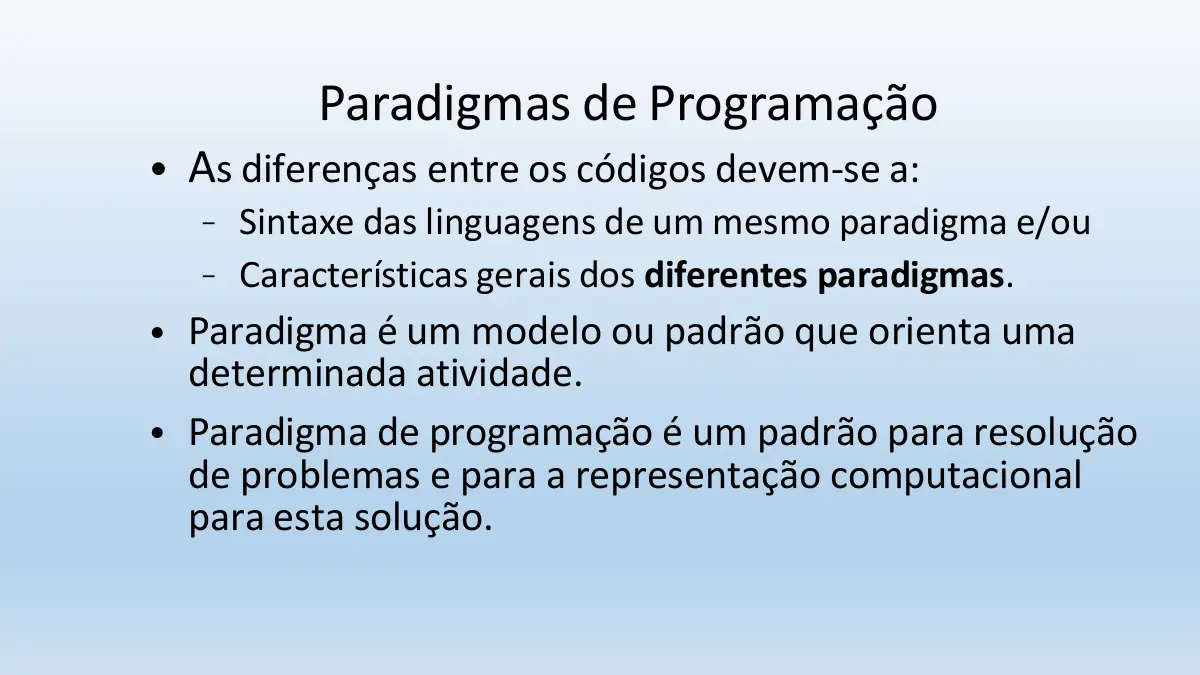 Paradigmas de Programação
• As diferenças entre os códigos devem-se a:
– Sintaxe das linguagens de um mesmo paradigma e/ou
– Características gerais dos diferentes paradigmas.
• Paradigma é um modelo ou padrão que orienta uma
determinada atividade.
• Paradigma de programação é um padrão para resolução
de problemas e para a representação computacional
para esta solução.